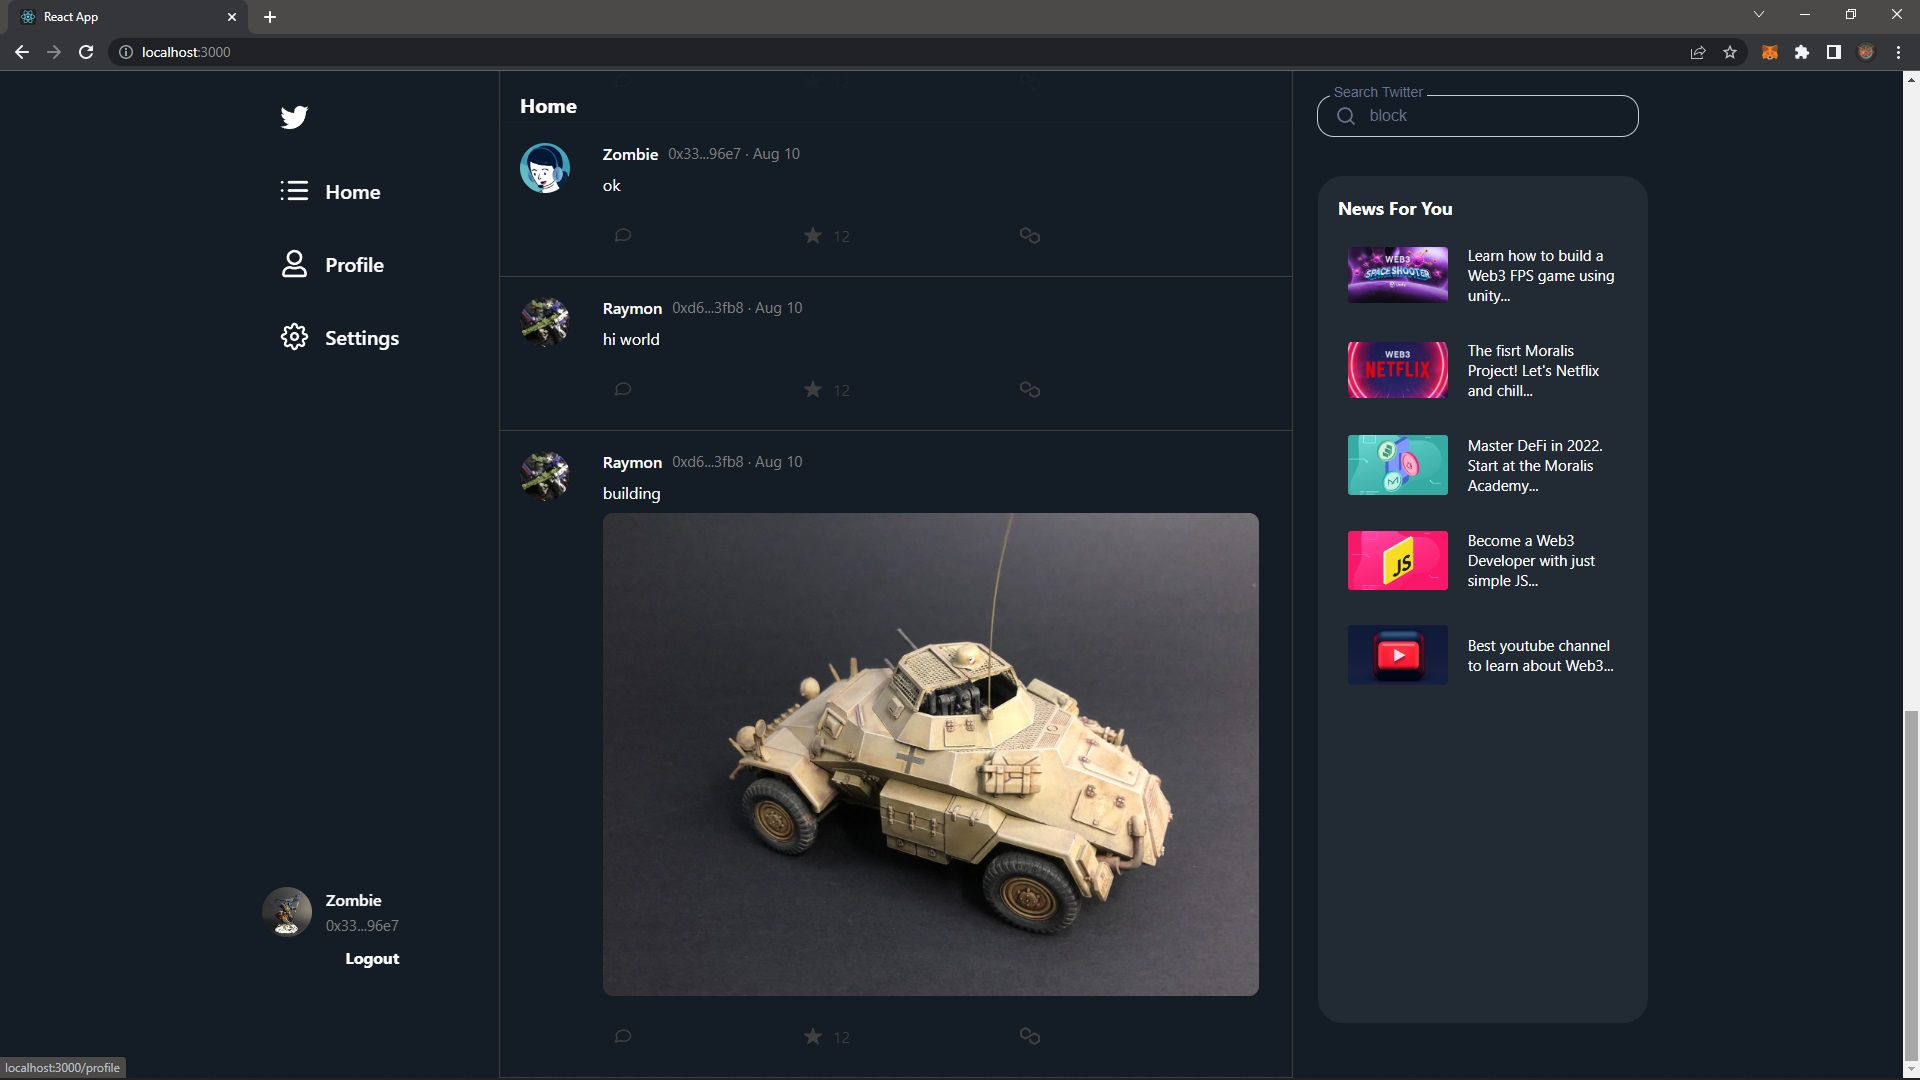 React App
localhost:3000
Home
Profile
Settings
Zombie
0x33...96e7
Logout
localhost:3000/profile
Home
Zombie 0x33...96e7 · Aug 10
ok
12
Raymon 0xd6...3fb8 · Aug 10
hi world
12
Raymon 0xd6...3fb8 · Aug 10
building
12
Search Twitter
block
News For You
WEB3
SPACE SHOOTER
Learn how to build a
Web3 FPS game using
unity...
WEB3
NETFLIX
The fisrt Moralis
Project! Let's Netflix
and chill...
Master DeFi in 2022.
Start at the Moralis
Academy...
JS
Become a Web3
Developer with just
simple JS...
Best youtube channel
to learn about Web3...